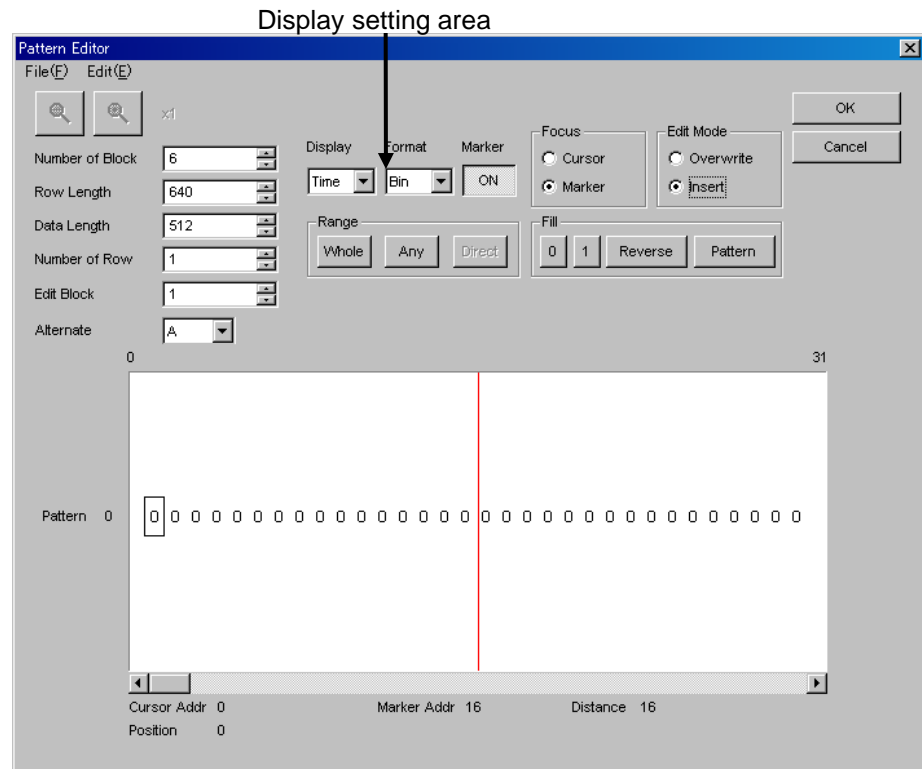 Display setting area
Pattern Editor
File(F) Edit(E)
x1
OK
Cancel
Number of Block 6
Row Length 640
Data Length 512
Number of Row 1
Edit Block 1
Alternate A
Display Format Marker
Time Bin ON
Focus
Cursor
Marker
Edit Mode
Overwrite
Insert
Range
Whole Any Direct
Fill
0 1 Reverse Pattern
0 31
Pattern 0 0 0 0 0 0 0 0 0 0 0 0 0 0 0 0 0 0 0 0 0 0 0 0 0 0 0 0 0 0 0 0 0
Cursor Addr 0 Marker Addr 16 Distance 16
Position 0